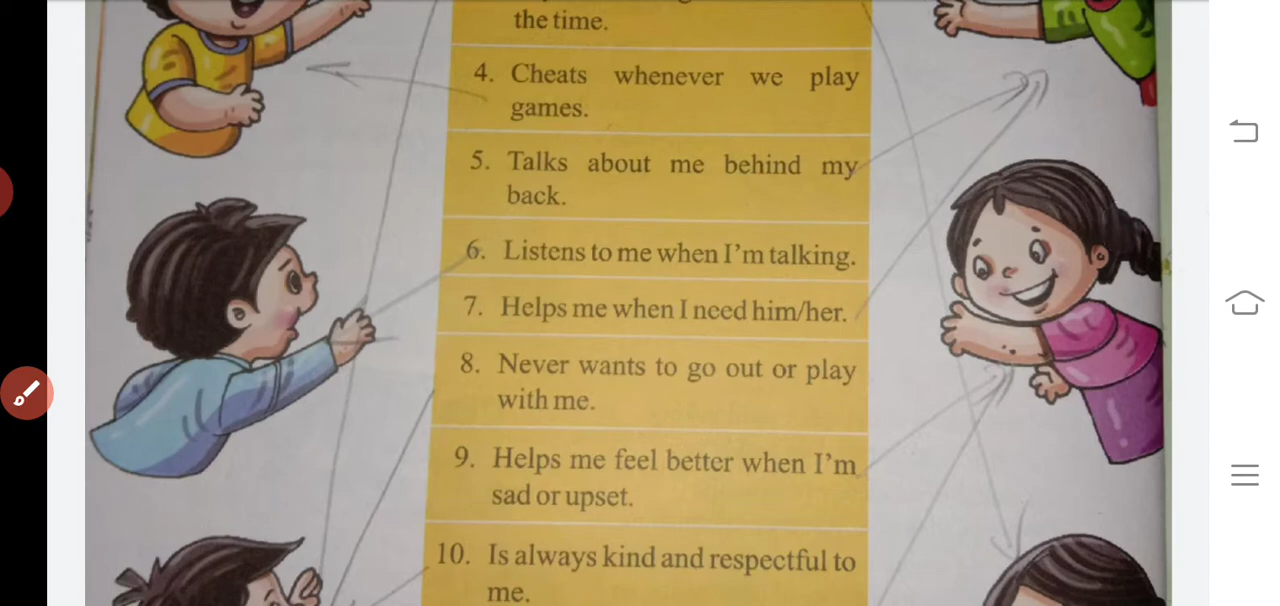 the time.
4. Cheats whenever we play
games.
5. Talks about me behind my
back.
6. Listens to me when I'm talking.
7. Helps me when I need him/her.
8. Never wants to go out or play
with me.
9. Helps me feel better when I'm
sad or upset.
10. Is always kind and respectful to
me.